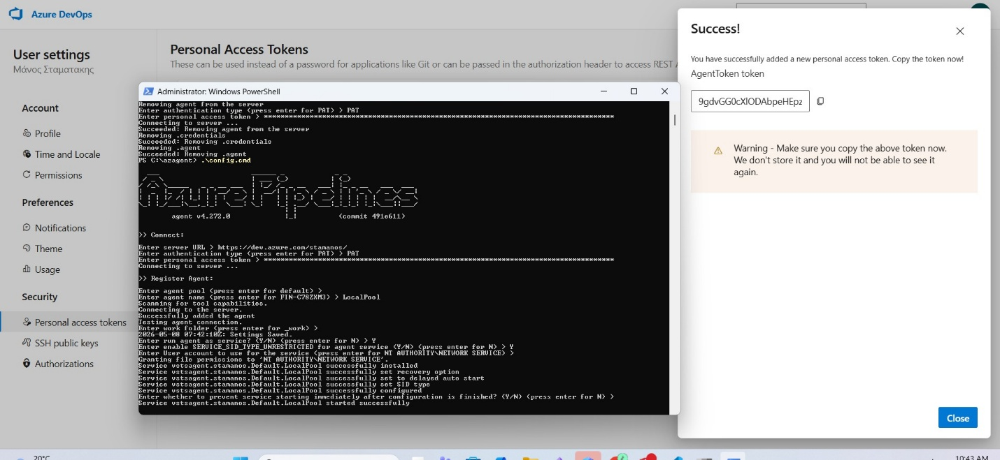 Azure DevOps
User settings
Μάνος Σταματακης
Account
Profile
Time and Locale
Permissions
Preferences
Notifications
Theme
Usage
Security
Personal access tokens
SSH public keys
Authorizations
Personal Access Tokens
These can be used instead of a password for applications like Git or can be passed in the authorization header to access REST
Administrator: Windows PowerShell
Removing agent from the server
Enter authentication type (press enter for PAT) > PAT
Enter personal access token > ************************************************************************************
Connecting to server ...
Succeeded: Removing agent from the server
Removing .credentials
Succeeded: Removing .credentials
Removing .agent
Succeeded: Removing .agent
PS C:\azagent> .\config.cmd
Azure Pipelines
agent v4.272.0 (commit 491e611)
>> Connect:
Enter server URL > https://dev.azure.com/stamanos/
Enter authentication type (press enter for PAT) > PAT
Enter personal access token > ************************************************************************************
Connecting to server ...
>> Register Agent:
Enter agent pool (press enter for default) >
Enter agent name (press enter for FIN-C78ZXM3) > LocalPool
Scanning for tool capabilities.
Connecting to the server.
Successfully added the agent
Testing agent connection.
Enter work folder (press enter for _work) >
2026-05-08 07:42:10Z: Settings Saved.
Enter run agent as service? (Y/N) (press enter for N) > Y
Enter enable SERVICE_SID_TYPE_UNRESTRICTED for agent service (Y/N) (press enter for N) > Y
Enter User account to use for the service (press enter for NT AUTHORITY\NETWORK SERVICE) >
Granting file permissions to 'NT AUTHORITY\NETWORK SERVICE'.
Service vstsagent.stamanos.Default.LocalPool successfully installed
Service vstsagent.stamanos.Default.LocalPool successfully set recovery option
Service vstsagent.stamanos.Default.LocalPool successfully set to delayed auto start
Service vstsagent.stamanos.Default.LocalPool successfully set SID type
Service vstsagent.stamanos.Default.LocalPool successfully configured
Enter whether to prevent service starting immediately after configuration is finished? (Y/N) (press enter for N) >
Service vstsagent.stamanos.Default.LocalPool started successfully
Success!
You have successfully added a new personal access token. Copy the token now!
AgentToken token
9gdvGG0cXlODAbpeHEpz
Warning - Make sure you copy the above token now.
We don't store it and you will not be able to see it
again.
Close
20°C
10:43 AM